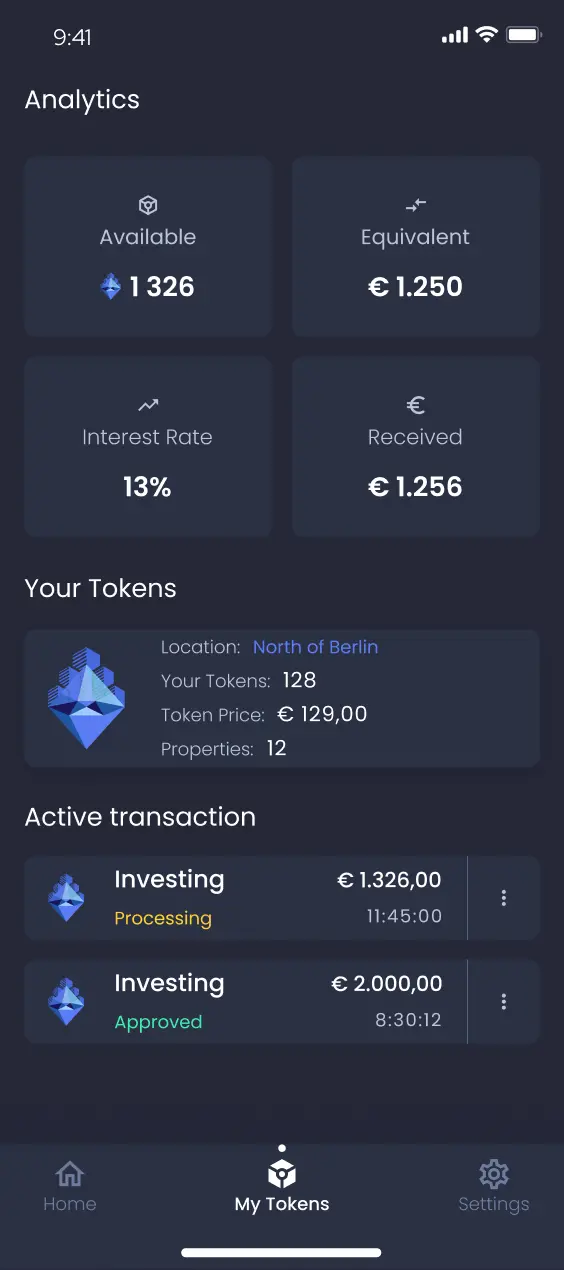 9:41
Analytics
Available
1 326
Equivalent
€ 1.250
Interest Rate
13%
€
Received
€ 1.256
Your Tokens
Location: North of Berlin
Your Tokens: 128
Token Price: € 129,00
Properties: 12
Active transaction
Investing € 1.326,00
Processing 11:45:00
Investing € 2.000,00
Approved 8:30:12
Home My Tokens Settings